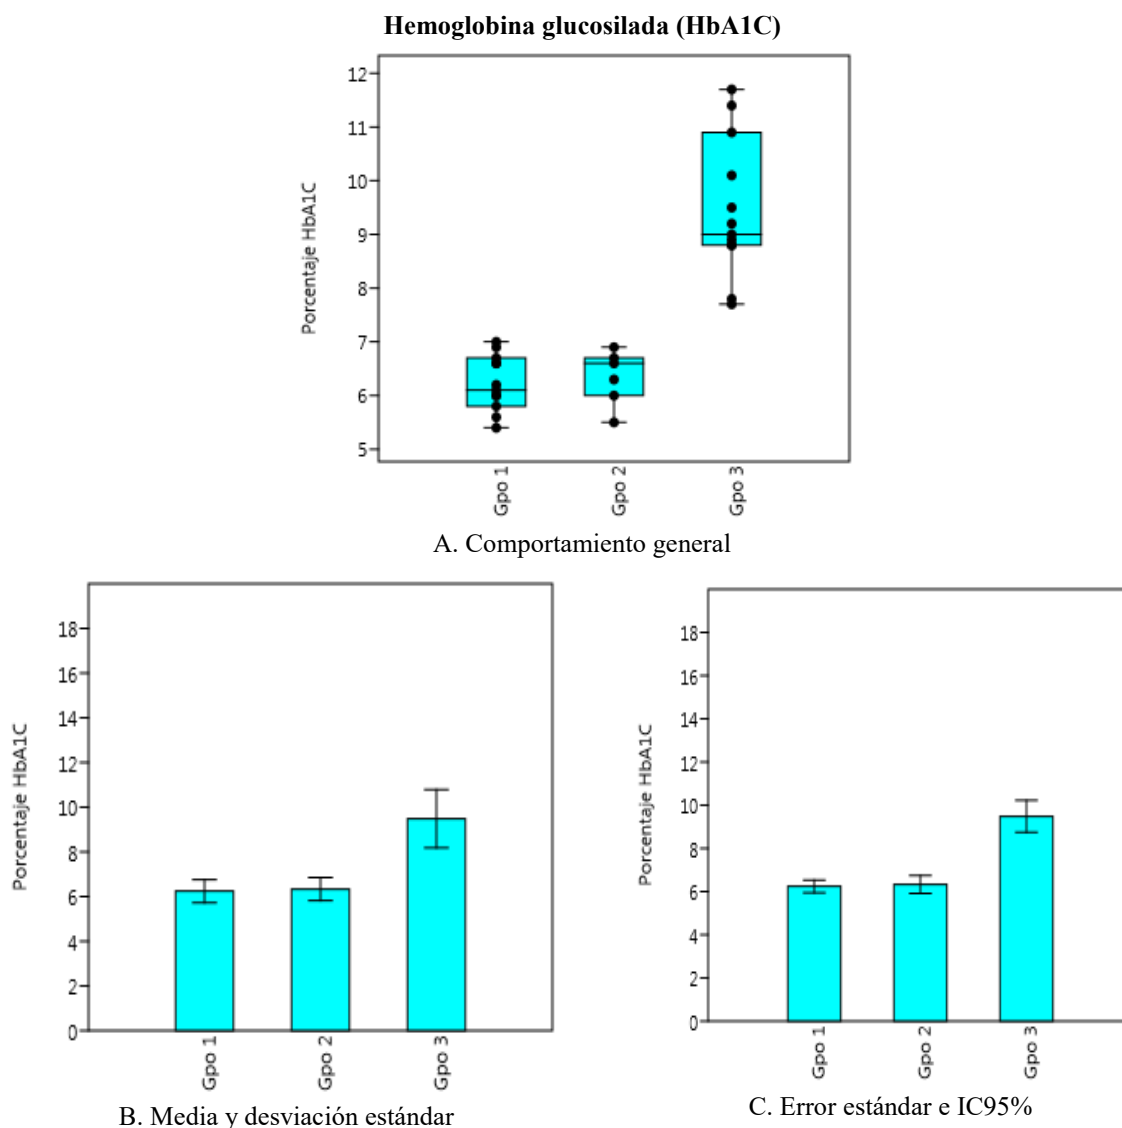 Hemoglobina glucosilada (HbA1C)
Porcentaje HbA1C
12
11
10
9
8
7
6
5
Gpo 1
Gpo 2
Gpo 3
A. Comportamiento general
Porcentaje HbA1C
18
16
14
12
10
8
6
4
2
0
Gpo 1
Gpo 2
Gpo 3
B. Media y desviación estándar
Porcentaje HbA1C
18
16
14
12
10
8
6
4
2
0
Gpo 1
Gpo 2
Gpo 3
C. Error estándar e IC95%